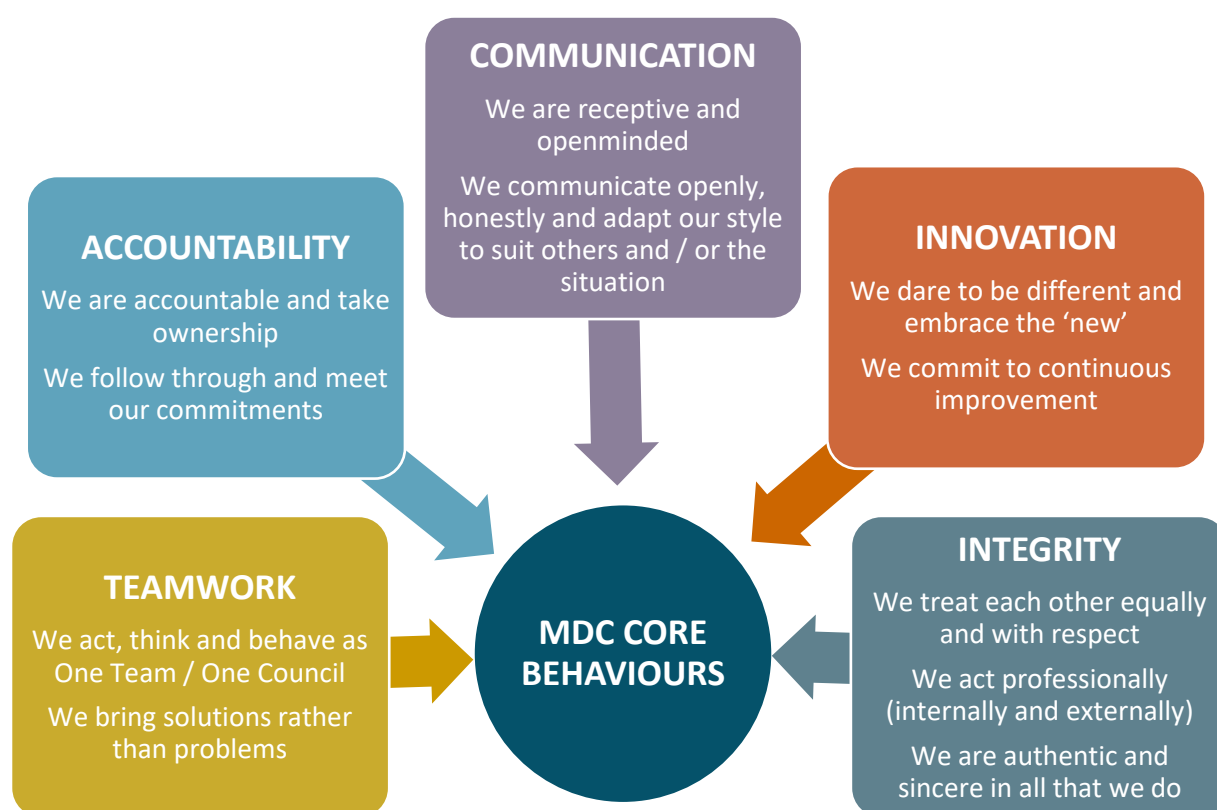 COMMUNICATION
We are receptive and
openminded
We communicate openly,
honestly and adapt our style
to suit others and / or the
situation
ACCOUNTABILITY
We are accountable and take
ownership
We follow through and meet
our commitments
INNOVATION
We dare to be different and
embrace the ‘new’
We commit to continuous
improvement
TEAMWORK
We act, think and behave as
One Team / One Council
We bring solutions rather
than problems
MDC CORE
BEHAVIOURS
INTEGRITY
We treat each other equally
and with respect
We act professionally
(internally and externally)
We are authentic and
sincere in all that we do